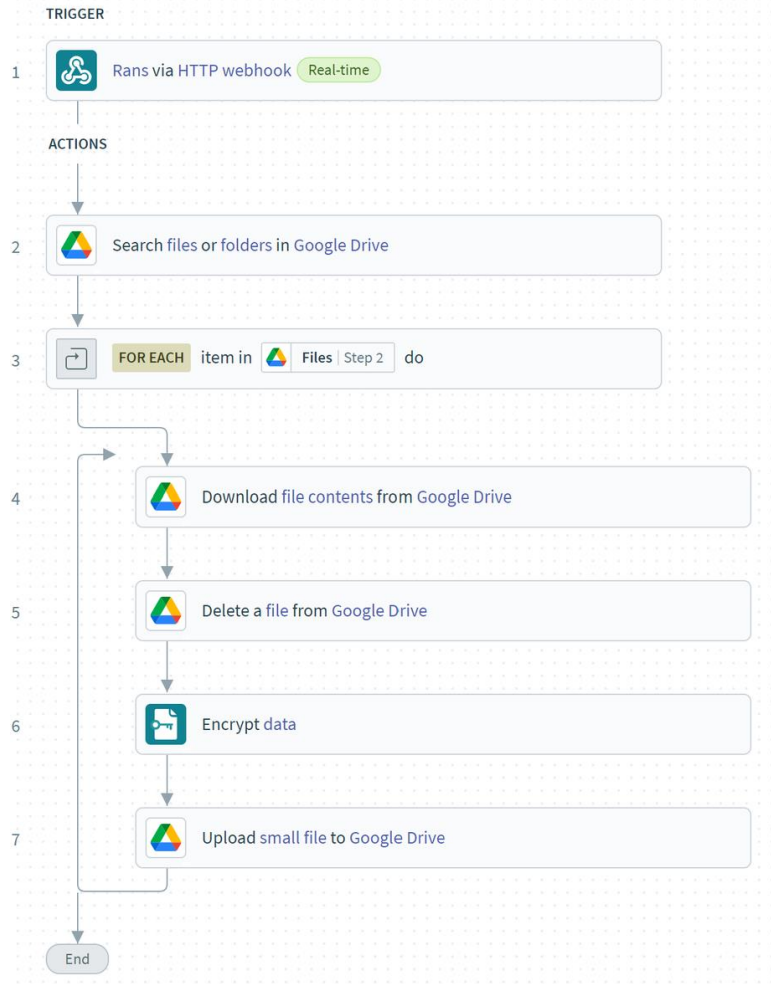 TRIGGER
1 Rans via HTTP webhook Real-time
ACTIONS
2 Search files or folders in Google Drive
3 FOR EACH item in Files | Step 2 do
4 Download file contents from Google Drive
5 Delete a file from Google Drive
6 Encrypt data
7 Upload small file to Google Drive
End